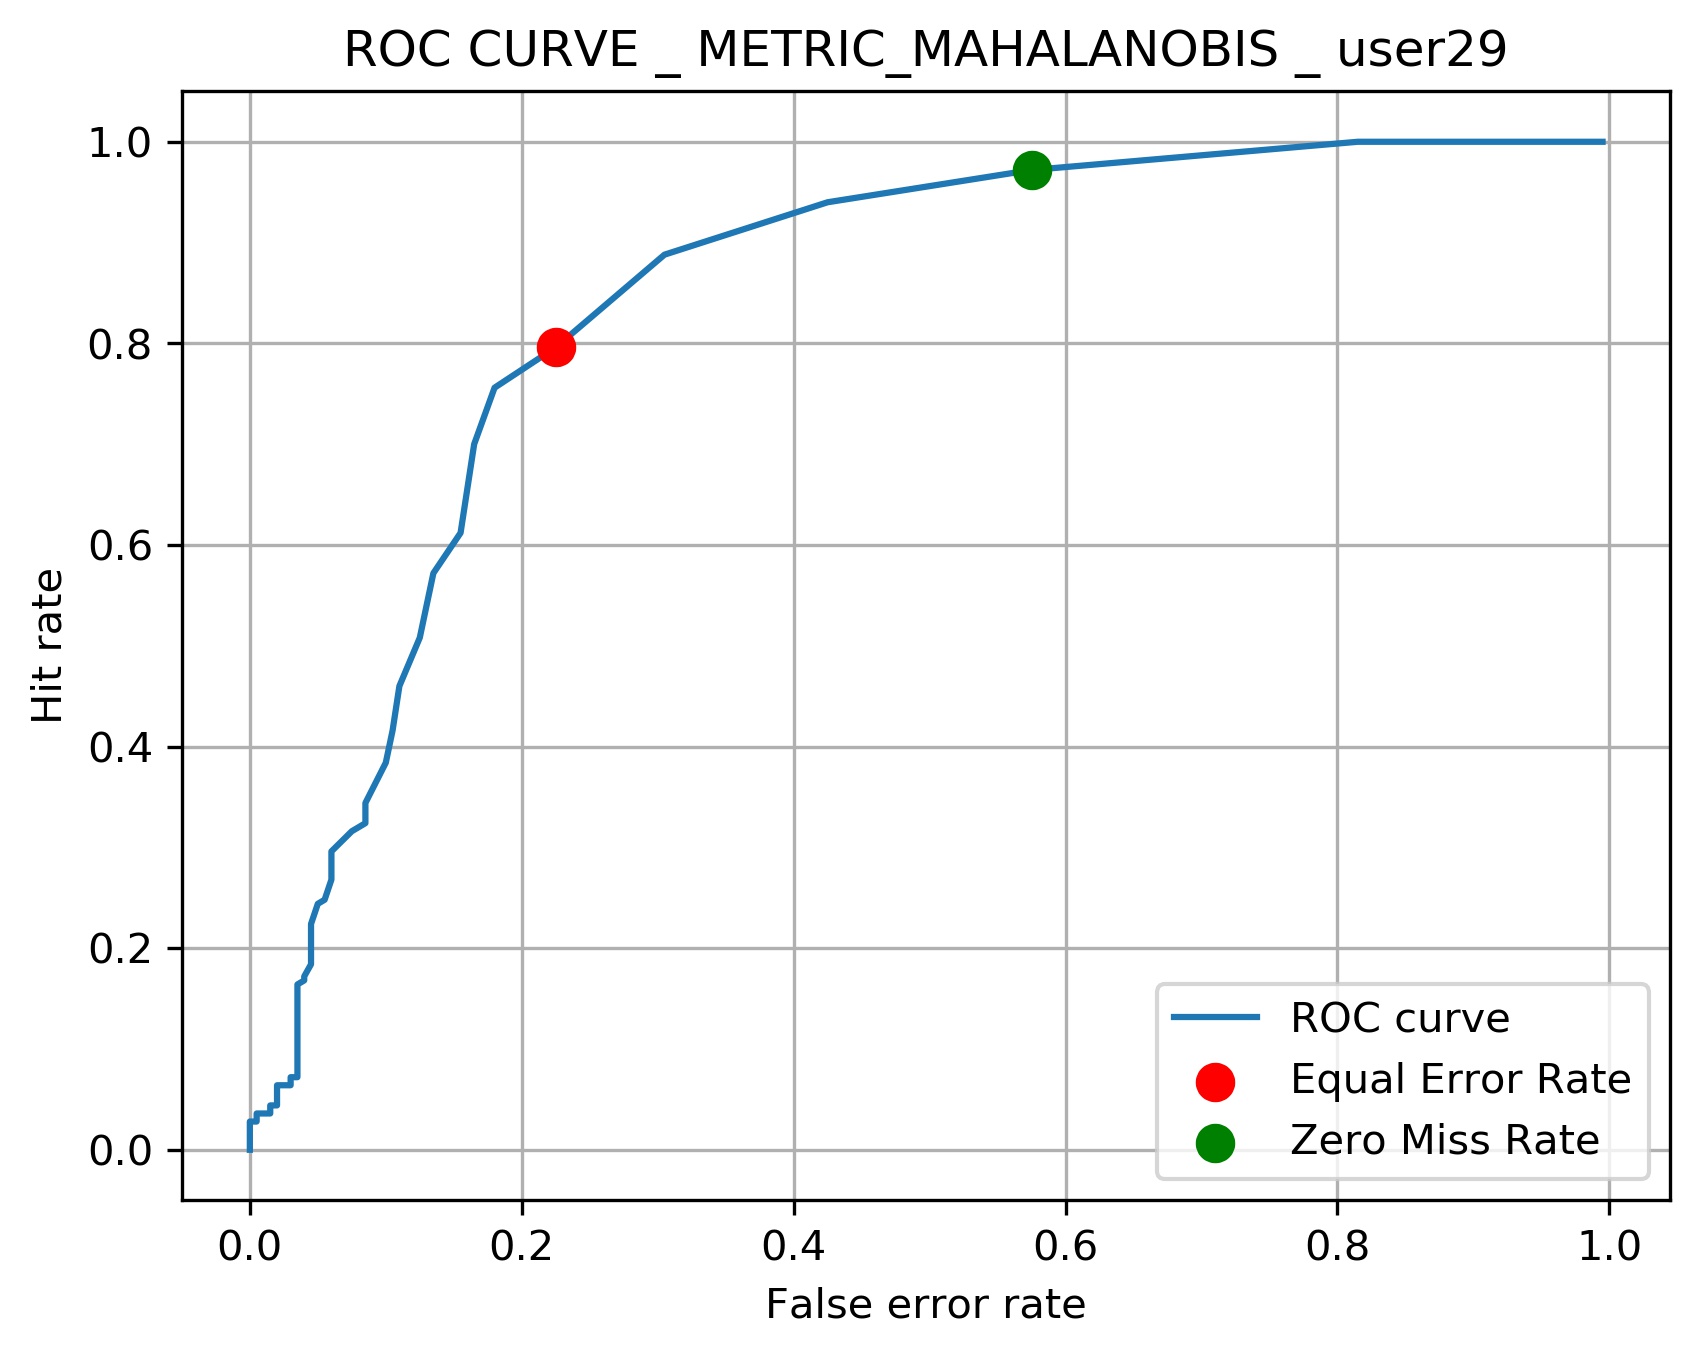 ROC CURVE _ METRIC_MAHALANOBIS _ user29
1.0
0.8
0.6
0.4
0.2
0.0
Hit rate
ROC curve
Equal Error Rate
Zero Miss Rate
0.0 0.2 0.4 0.6 0.8 1.0
False error rate